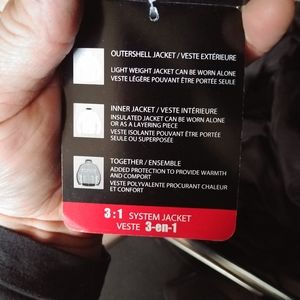 OUTERSHELL JACKET / VESTE EXTÉRIEURE
LIGHT WEIGHT JACKET CAN BE WORN ALONE
VESTE LÉGÈRE POUVANT ÊTRE PORTÉE SEULE
INNER JACKET / VESTE INTÉRIEURE
INSULATED JACKET CAN BE WORN ALONE
OR AS A LAYERING PIECE
VESTE ISOLANTE POUVANT ÊTRE PORTÉE
SEULE OU SUPERPOSÉE
TOGETHER / ENSEMBLE
ADDED PROTECTION TO PROVIDE WARMTH
AND COMFORT
VESTE POLYVALENTE PROCURANT CHALEUR
ET CONFORT
3:1 SYSTEM JACKET
VESTE 3-en-1